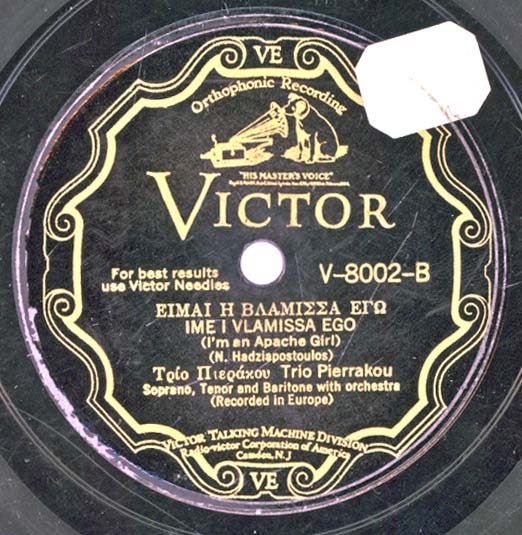 VE
Orthophonic Recording
"HIS MASTER'S VOICE"
VICTOR
For best results
use Victor Needles
V-8002-B
ΕΙΜΑΙ Η ΒΛΑΜΙΣΣΑ ΕΓΩ
IME I VLAMISSA EGO
(I'm an Apache Girl)
(N. Hadziapostoulos)
Τρίο Πιεράκου Trio Pierrakou
Soprano, Tenor and Baritone with orchestra
(Recorded in Europe)
VICTOR TALKING MACHINE DIVISION
Radio-victor Corporation of America
Camden, N.J
VE